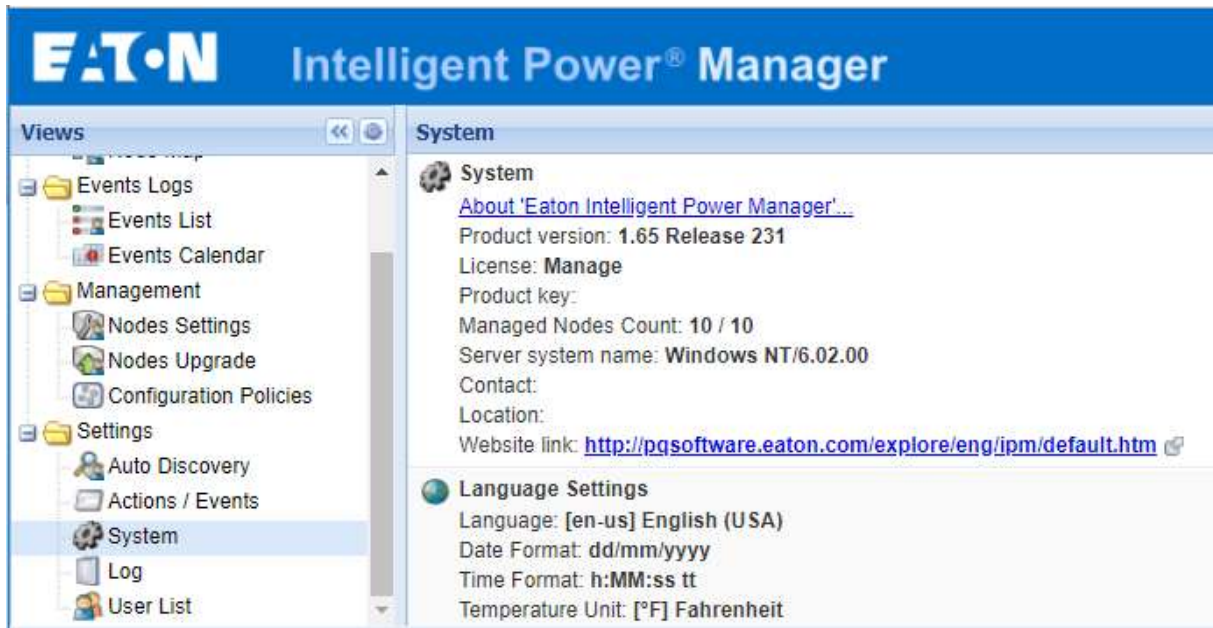 EATON Intelligent Power® Manager
Views
Events Logs
Events List
Events Calendar
Management
Nodes Settings
Nodes Upgrade
Configuration Policies
Settings
Auto Discovery
Actions / Events
System
Log
User List
System
System
About 'Eaton Intelligent Power Manager'...
Product version: 1.65 Release 231
License: Manage
Product key:
Managed Nodes Count: 10 / 10
Server system name: Windows NT/6.02.00
Contact:
Location:
Website link: http://pqsoftware.eaton.com/explore/eng/ipm/default.htm
Language Settings
Language: [en-us] English (USA)
Date Format: dd/mm/yyyy
Time Format: h:MM:ss tt
Temperature Unit: [°F] Fahrenheit